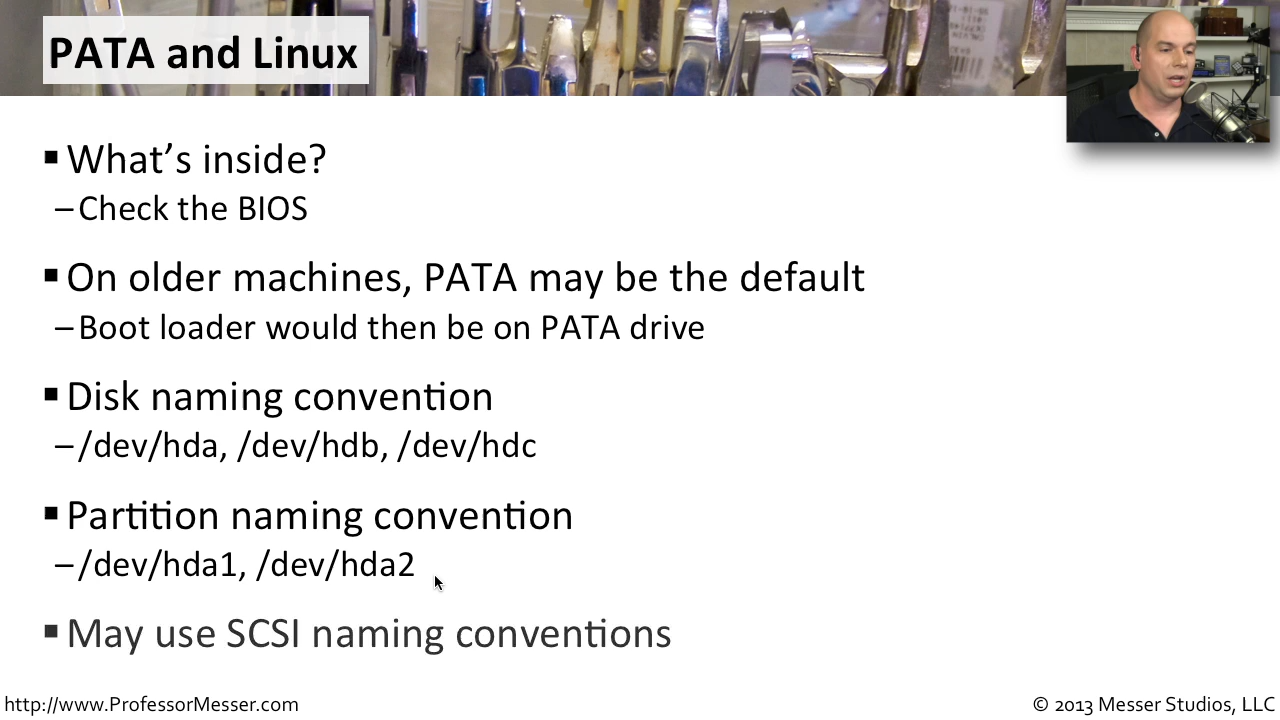 PATA and Linux
▪ What’s inside?
– Check the BIOS
▪ On older machines, PATA may be the default
– Boot loader would then be on PATA drive
▪ Disk naming convention
– /dev/hda, /dev/hdb, /dev/hdc
▪ Partition naming convention
– /dev/hda1, /dev/hda2
▪ May use SCSI naming conventions
http://www.ProfessorMesser.com
© 2013 Messer Studios, LLC